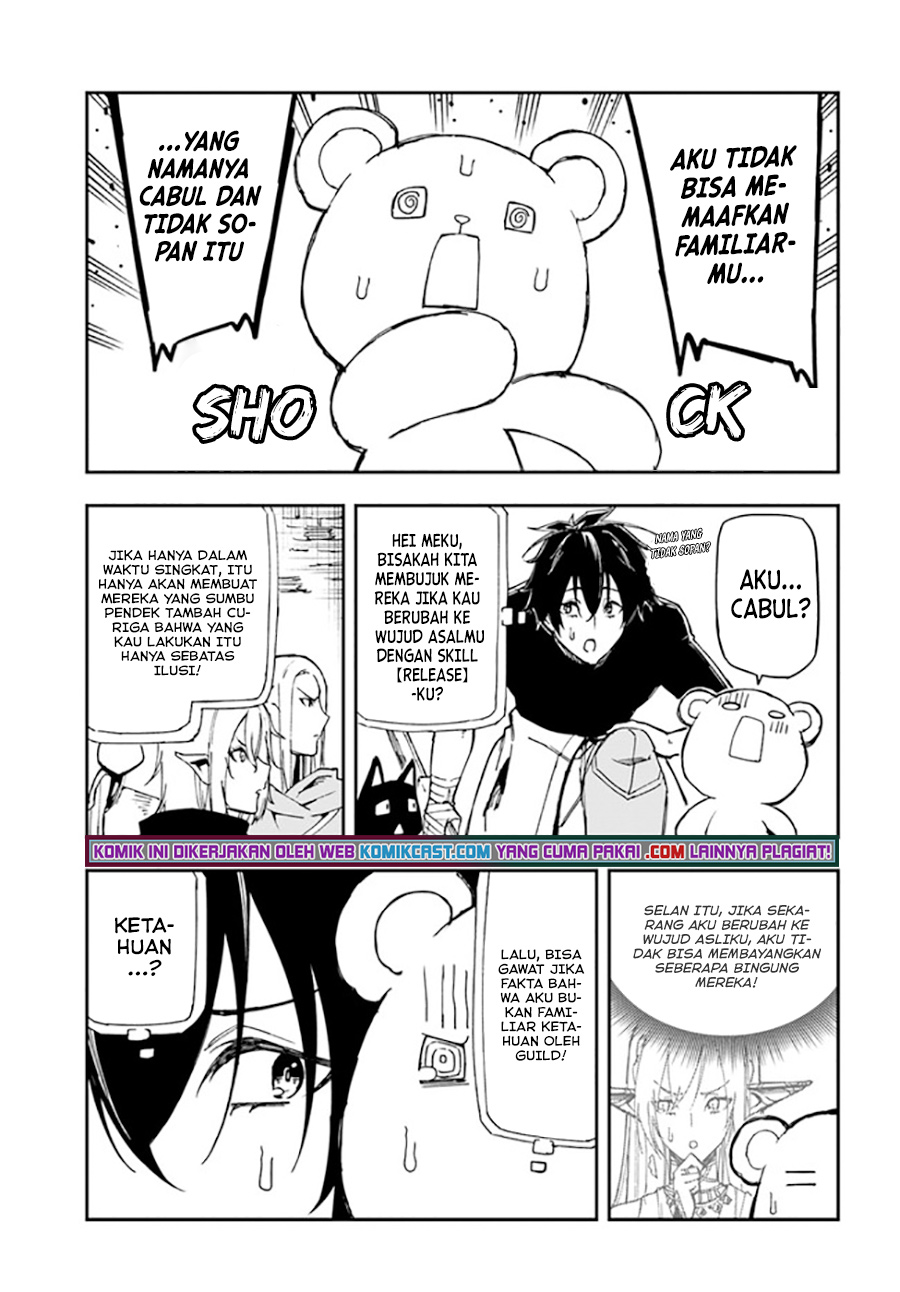 AKU TIDAK
BISA ME-
MAAFKAN
FAMILIAR-
MU...
...YANG
NAMANYA
CABUL DAN
TIDAK SO-
PAN ITU
SHO
CK
AKU...
CABUL?
NAMA YANG
TIDAK SOPAN?
HEI MEKU,
BISAKAH KITA
MEMBUJUK ME-
REKA JIKA KAU
BERUBAH KE
WUJUD ASALMU
DENGAN SKILL
【RELEASE】
-KU?
JIKA HANYA DALAM
WAKTU SINGKAT, ITU
HANYA AKAN MEMBUAT
MEREKA YANG SUMBU
PENDEK TAMBAH CU-
RIGA BAHWA YANG
KAU LAKUKAN ITU
HANYA SEBATAS
ILUSI!
KOMIK INI DIKERJAKAN OLEH WEB KOMIKCAST.COM YANG CUMA PAKAI .COM LAINNYA PLAGIAT!
SELAN ITU, JIKA SEKA-
RANG AKU BERUBAH KE
WUJUD ASLIKU, AKU TI-
DAK BISA MEMBAYANGKAN
SEBERAPA BINGUNG
MEREKA!
LALU, BISA
GAWAT JIKA
FAKTA BAH-
WA AKU BU-
KAN FAMI-
LIAR KETA-
HUAN OLEH
GUILD!
KETA-
HUAN
...?